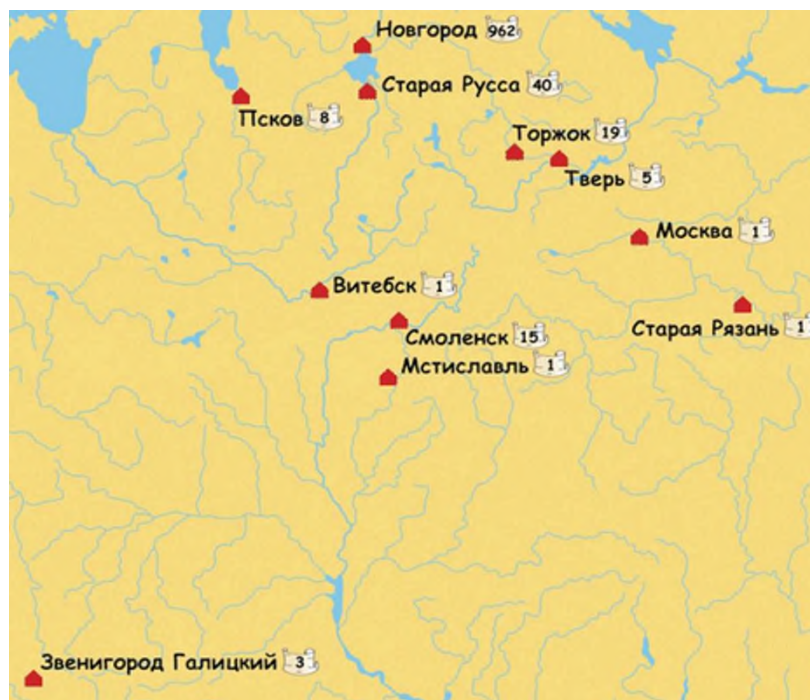 Новгород 962
Старая Русса 40
Псков 8
Торжок 19
Тверь 5
Москва 1
Витебск 1
Старая Рязань 1
Смоленск 15
Мстиславль 1
Звенигород Галицкий 3